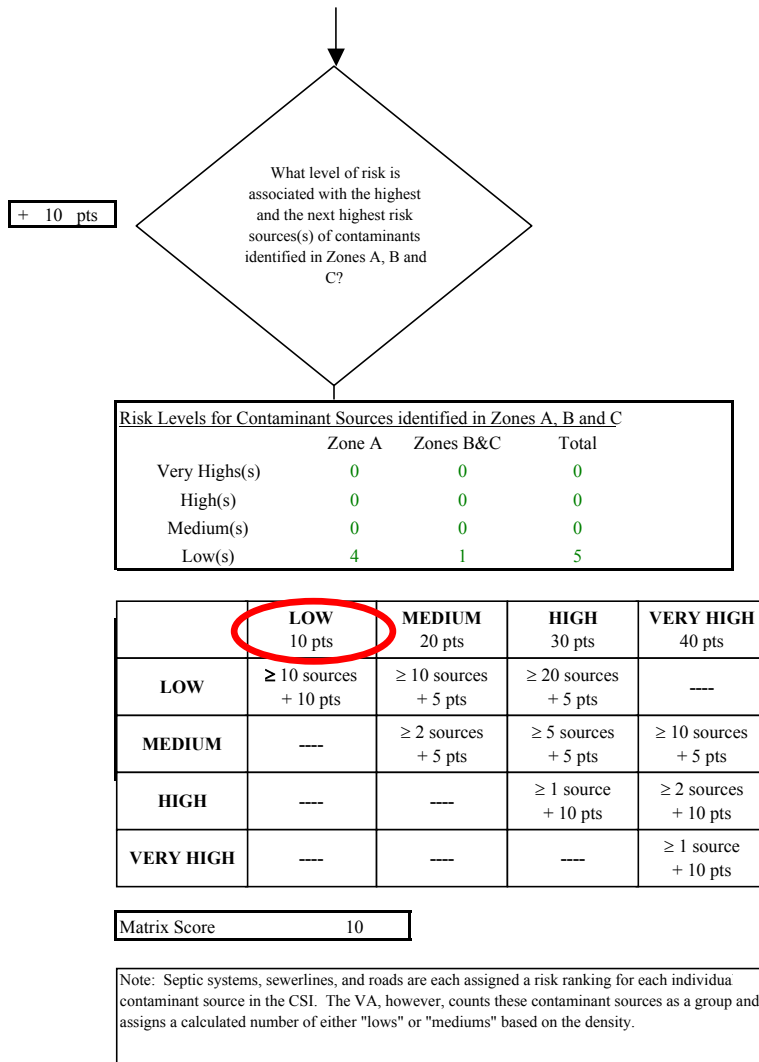 What level of risk is
associated with the highest
and the next highest risk
sources(s) of contaminants
identified in Zones A, B and
C?
+ 10 pts
Risk Levels for Contaminant Sources identified in Zones A, B and C
Zone A Zones B&C Total
Very Highs(s) 0 0 0
High(s) 0 0 0
Medium(s) 0 0 0
Low(s) 4 1 5
LOW MEDIUM HIGH VERY HIGH
10 pts 20 pts 30 pts 40 pts
LOW ≥ 10 sources ≥ 10 sources ≥ 20 sources ----
+ 10 pts + 5 pts + 5 pts
MEDIUM ---- ≥ 2 sources ≥ 5 sources ≥ 10 sources
+ 5 pts + 5 pts + 5 pts
HIGH ---- ---- ≥ 1 source ≥ 2 sources
+ 10 pts + 10 pts
VERY HIGH ---- ---- ---- ≥ 1 source
+ 10 pts
Matrix Score 10
Note: Septic systems, sewerlines, and roads are each assigned a risk ranking for each individua
contaminant source in the CSI. The VA, however, counts these contaminant sources as a group and
assigns a calculated number of either "lows" or "mediums" based on the density.